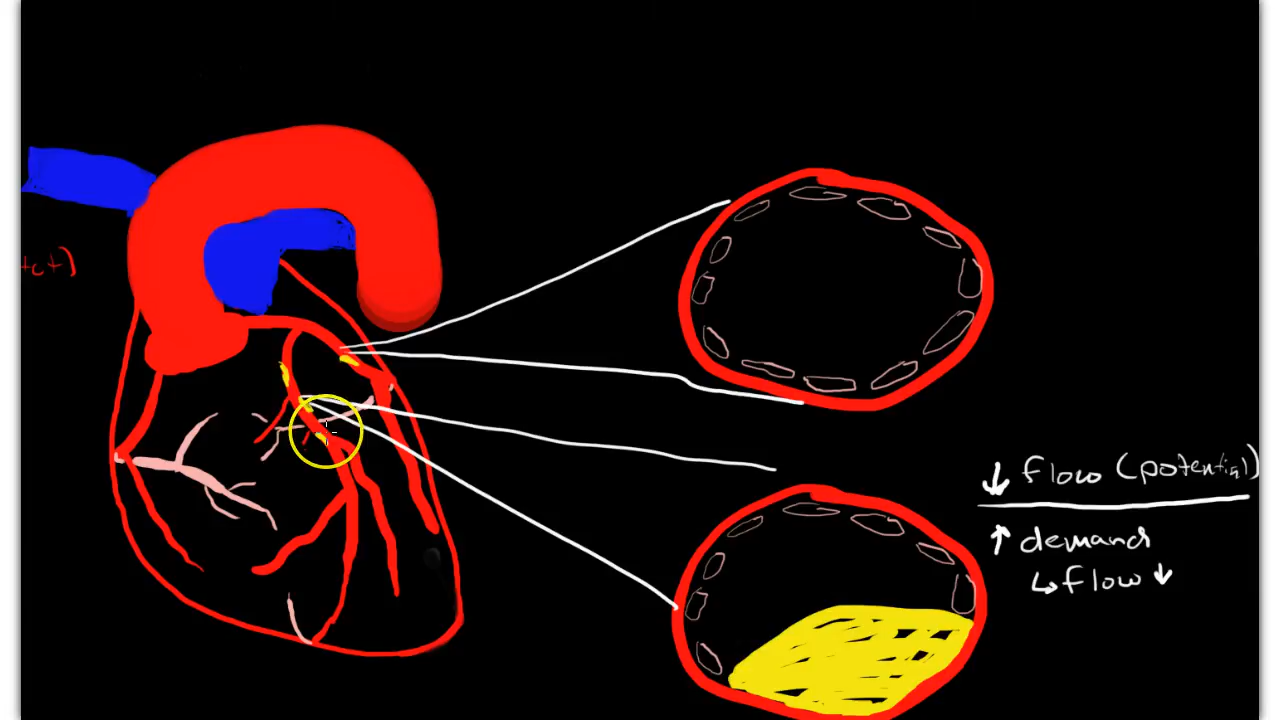 ↓ flow (potential)
↑ demand
↳ flow ↓